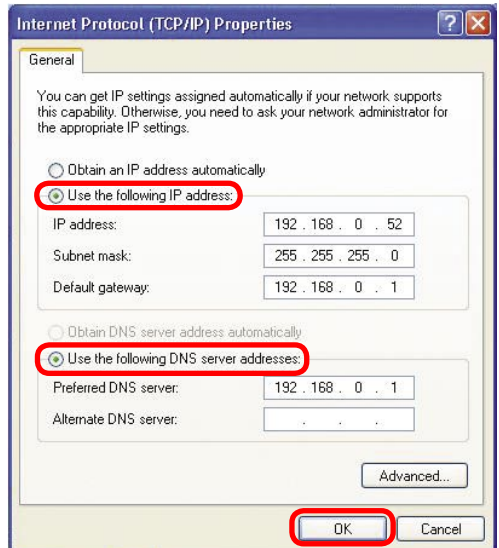 Internet Protocol (TCP/IP) Properties
General
You can get IP settings assigned automatically if your network supports
this capability. Otherwise, you need to ask your network administrator for
the appropriate IP settings.
Obtain an IP address automatically
Use the following IP address:
IP address: 192 . 168 . 0 . 52
Subnet mask: 255 . 255 . 255 . 0
Default gateway: 192 . 168 . 0 . 1
Obtain DNS server address automatically
Use the following DNS server addresses:
Preferred DNS server: 192 . 168 . 0 . 1
Alternate DNS server: . . .
Advanced...
OK Cancel